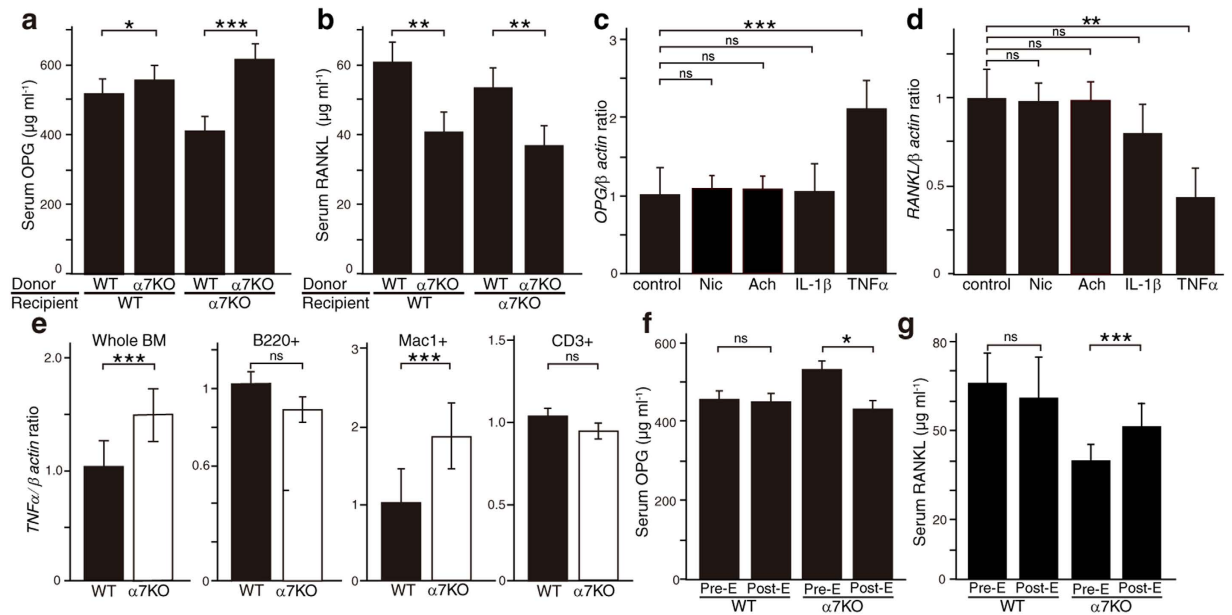 a
*
***
Serum OPG (µg ml⁻¹)
600
400
200
0
Donor WT α7KO WT α7KO
Recipient WT α7KO
b
**
**
Serum RANKL (µg ml⁻¹)
60
40
20
0
Donor WT α7KO WT α7KO
Recipient WT α7KO
c
***
ns
ns
ns
OPG/β actin ratio
3
2
1
0
control Nic Ach IL-1β TNFα
d
**
ns
ns
ns
RANKL/β actin ratio
1
0.5
0
control Nic Ach IL-1β TNFα
e
Whole BM
***
TNFα/β actin ratio
2.0
1.0
0
WT α7KO
B220+
ns
1
0.6
0
WT α7KO
Mac1+
***
3
2
1
0
WT α7KO
CD3+
ns
1.5
1.0
0.5
0
WT α7KO
f
ns
*
Serum OPG (µg ml⁻¹)
600
400
200
0
Pre-E Post-E Pre-E Post-E
WT α7KO
g
ns
***
Serum RANKL (µg ml⁻¹)
80
50
20
0
Pre-E Post-E Pre-E Post-E
WT α7KO